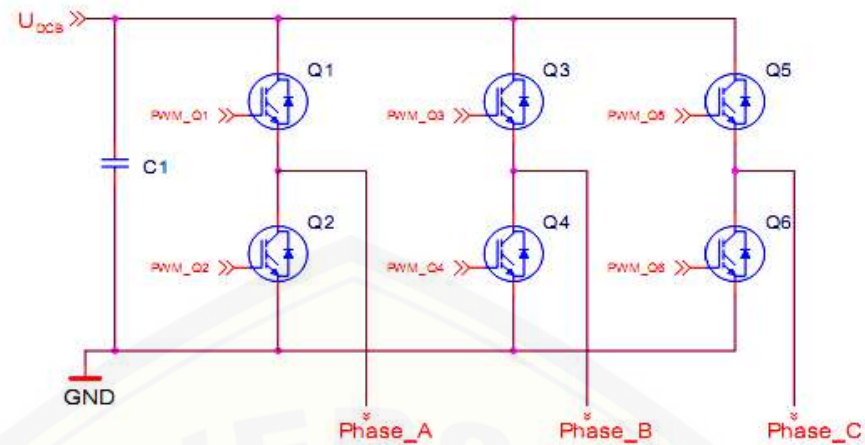 U_DCB
Q1
Q3
Q5
PWM_Q1
PWM_Q3
PWM_Q5
C1
Q2
Q4
Q6
PWM_Q2
PWM_Q4
PWM_Q6
GND
Phase_A
Phase_B
Phase_C